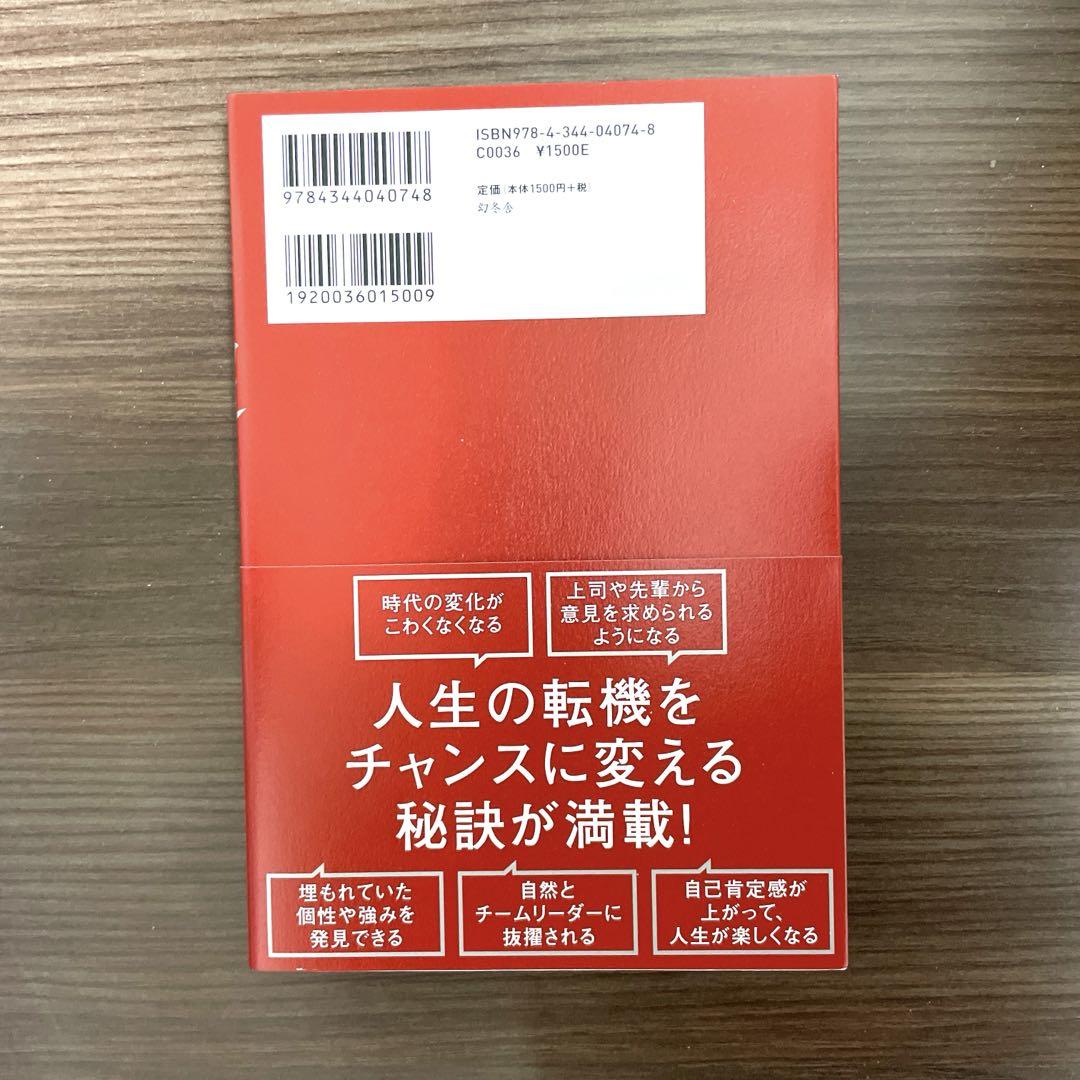 ISBN978-4-344-04074-8
C0036 ¥1500E
9784344040748
定価(本体1500円+税)
幻冬舎
1920036015009
時代の変化が
こわくなくなる
上司や先輩から
意見を求められる
ようになる
人生の転機を
チャンスに変える
秘訣が満載!
埋もれていた
個性や強みを
発見できる
自然と
チームリーダーに
抜擢される
自己肯定感が
上がって、
人生が楽しくなる